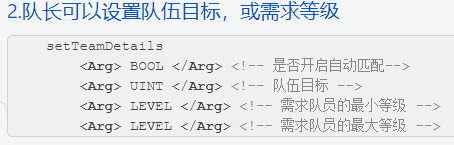 2.队长可以设置队伍目标，或需求等级
setTeamDetails
<Arg> BOOL </Arg> <!-- 是否开启自动匹配-->
<Arg> UINT </Arg> <!-- 队伍目标 -->
<Arg> LEVEL </Arg> <!-- 需求队员的最小等级 -->
<Arg> LEVEL </Arg> <!-- 需求队员的最大等级 -->